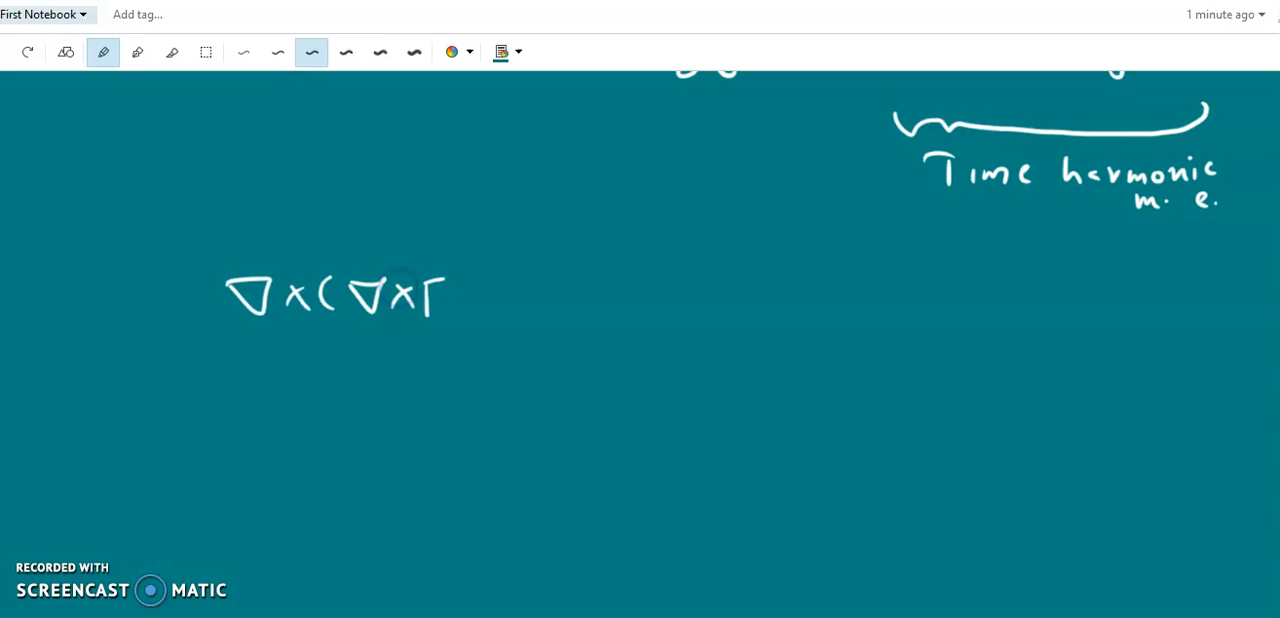 First Notebook Add tag... 1 minute ago
Time harmonic
m. e.
∇ × ( ∇ × Γ
RECORDED WITH
SCREENCAST MATIC